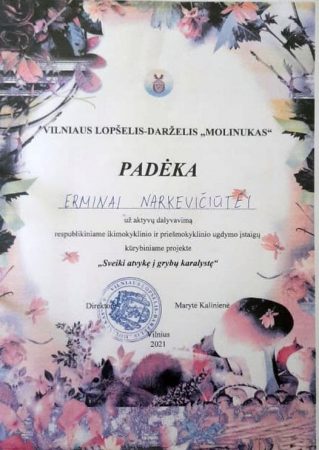 VILNIAUS LOPŠELIS-DARŽELIS „MOLINUKAS“
PADĖKA
ERMINAI NARKEVIČIŪTEI
už aktyvų dalyvavimą
respublikiniame ikimokyklinio ir priešmokyklinio ugdymo įstaigų
kūrybiniame projekte
„Sveiki atvykę į grybų karalystę“
Marytė Kalinienė
Vilnius
2021